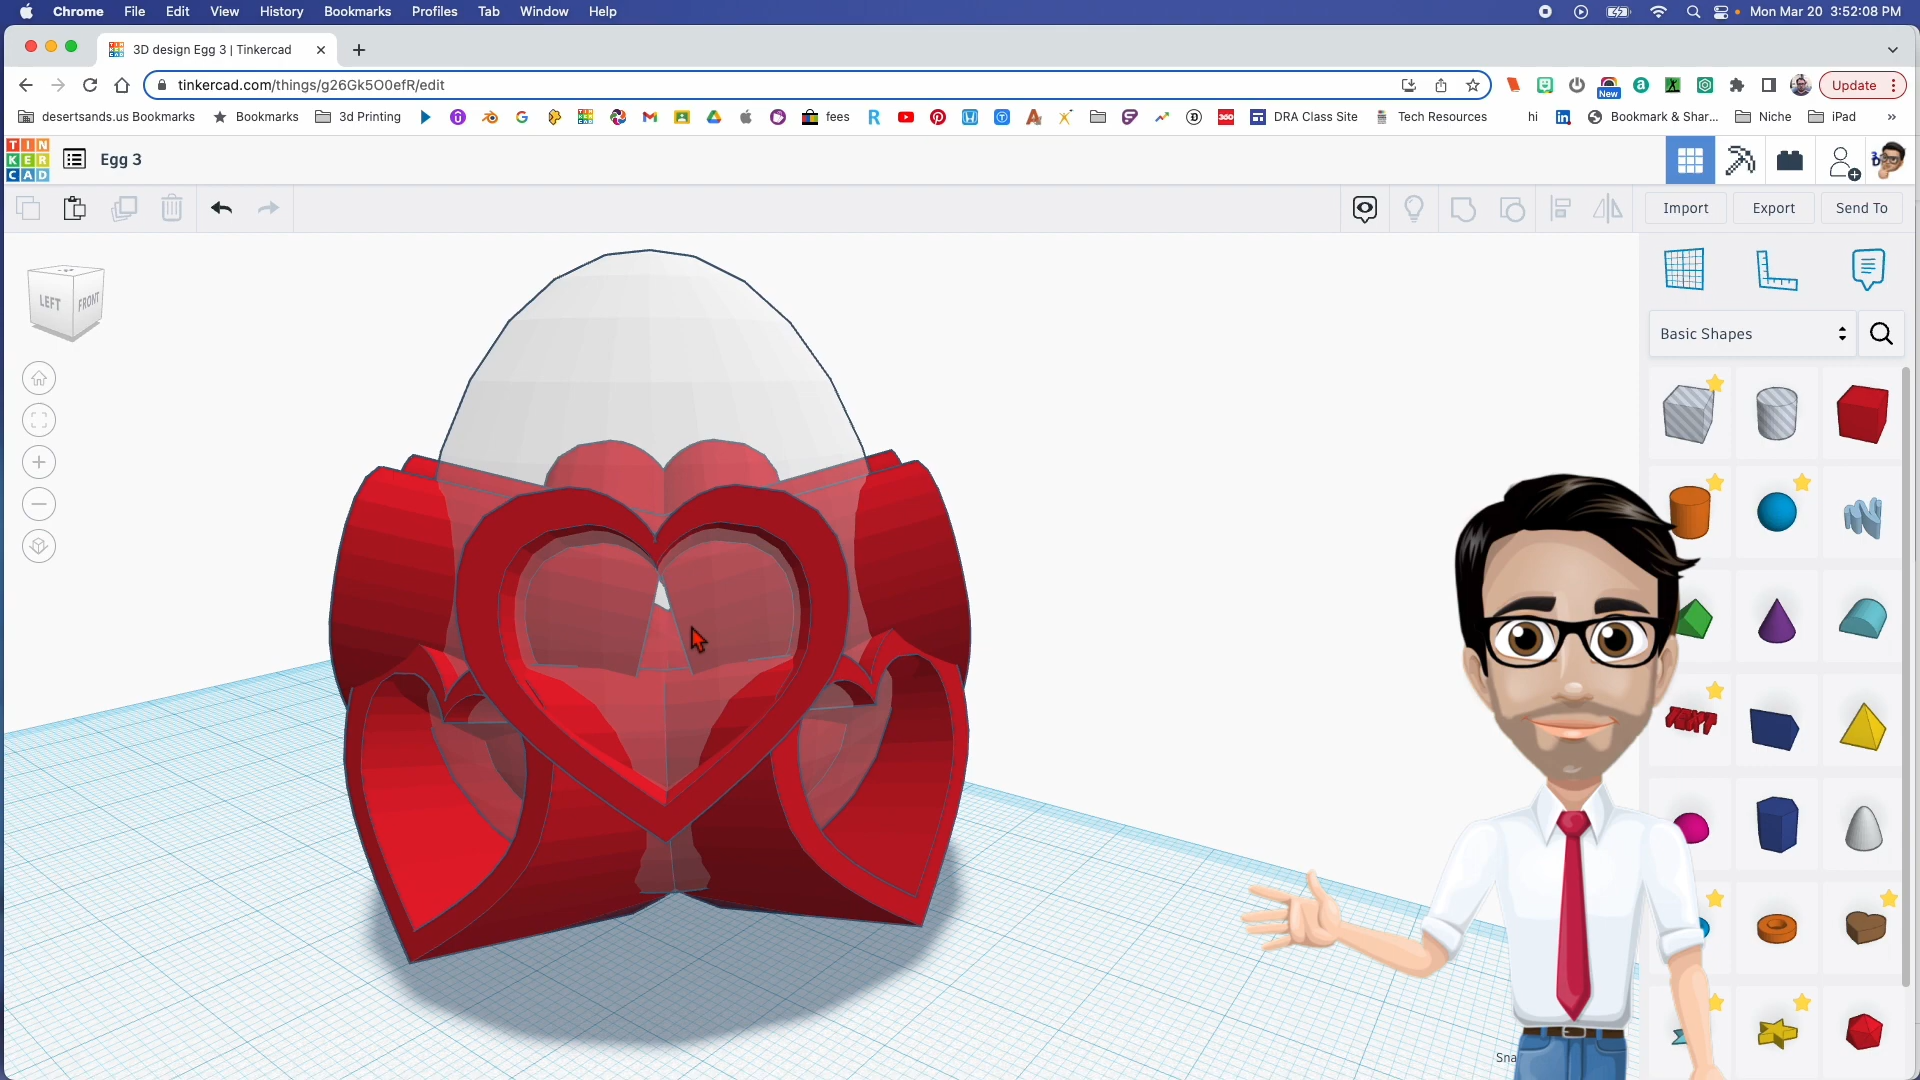 Chrome File Edit View History Bookmarks Profiles Tab Window Help Mon Mar 20 3:52:08 PM
3D design Egg 3 | Tinkercad
tinkercad.com/things/g26Gk5O0efR/edit New Update
desertsands.us Bookmarks Bookmarks 3d Printing fees DRA Class Site Tech Resources hi Bookmark & Shar... Niche iPad
TIN
KER
CAD
Egg 3
Import Export Send To
LEFT FRONT
Basic Shapes
TEXT
Sna